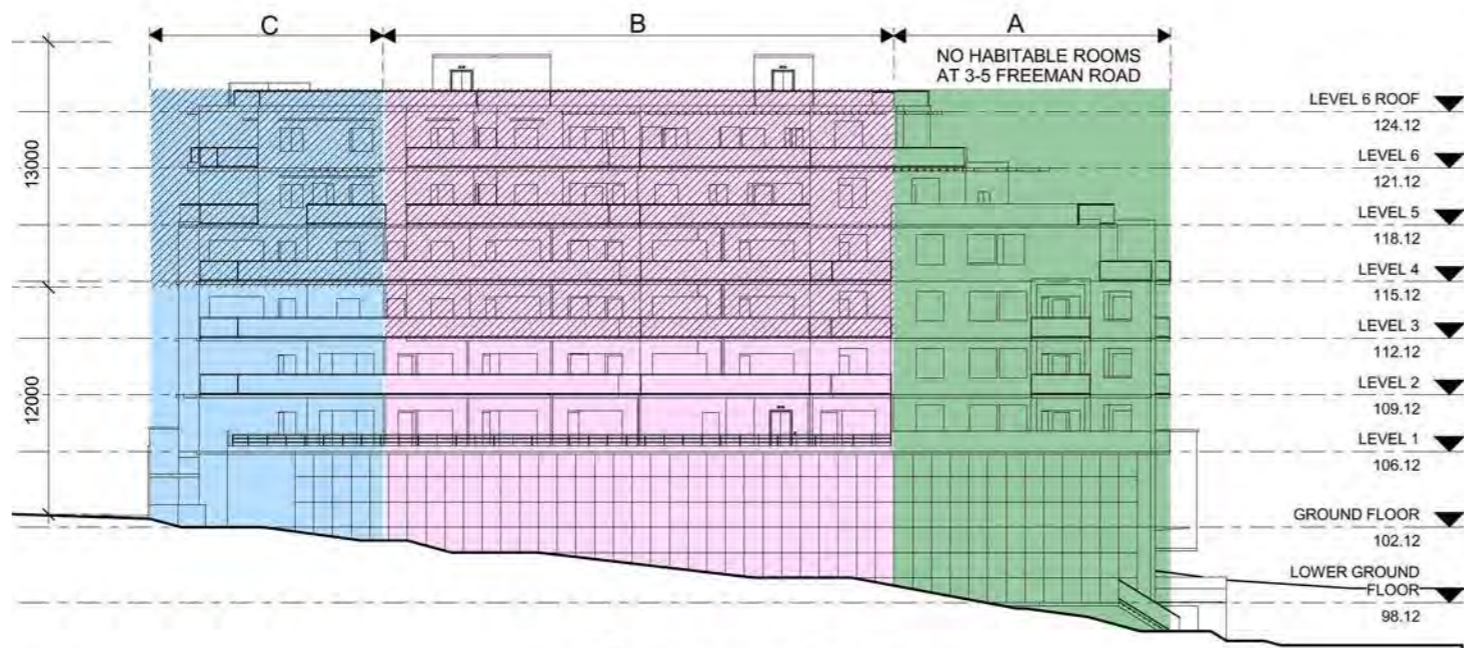 C
B
A
NO HABITABLE ROOMS
AT 3-5 FREEMAN ROAD
LEVEL 6 ROOF
124.12
13000
LEVEL 6
121.12
LEVEL 5
118.12
LEVEL 4
115.12
LEVEL 3
112.12
12000
LEVEL 2
109.12
LEVEL 1
106.12
GROUND FLOOR
102.12
LOWER GROUND
FLOOR
98.12